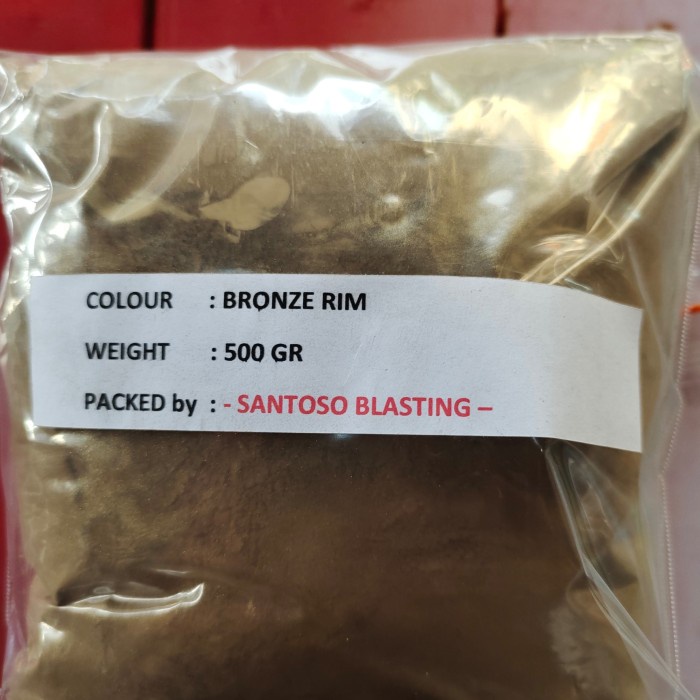 COLOUR : BRONZE RIM
WEIGHT : 500 GR
PACKED by : - SANTOSO BLASTING –